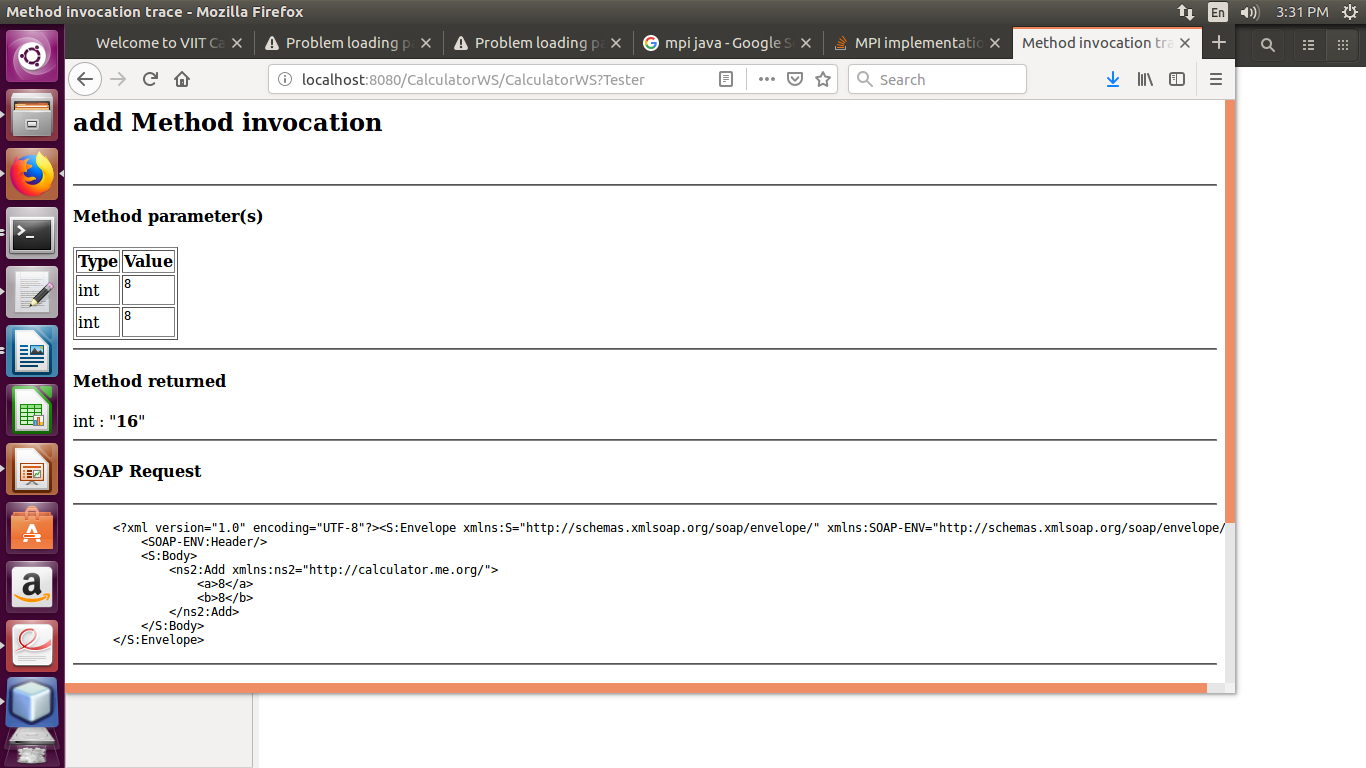 Method invocation trace - Mozilla Firefox
En
3:31 PM
Welcome to VIIT Ca
Problem loading pa
Problem loading pa
mpi java - Google S
MPI implementatio
Method invocation tra
localhost:8080/CalculatorWS/CalculatorWS?Tester
Search
add Method invocation
Method parameter(s)
Type Value
int 8
int 8
Method returned
int : "16"
SOAP Request
<?xml version="1.0" encoding="UTF-8"?><S:Envelope xmlns:S="http://schemas.xmlsoap.org/soap/envelope/" xmlns:SOAP-ENV="http://schemas.xmlsoap.org/soap/envelope/
<SOAP-ENV:Header/>
<S:Body>
<ns2:Add xmlns:ns2="http://calculator.me.org/">
<a>8</a>
<b>8</b>
</ns2:Add>
</S:Body>
</S:Envelope>